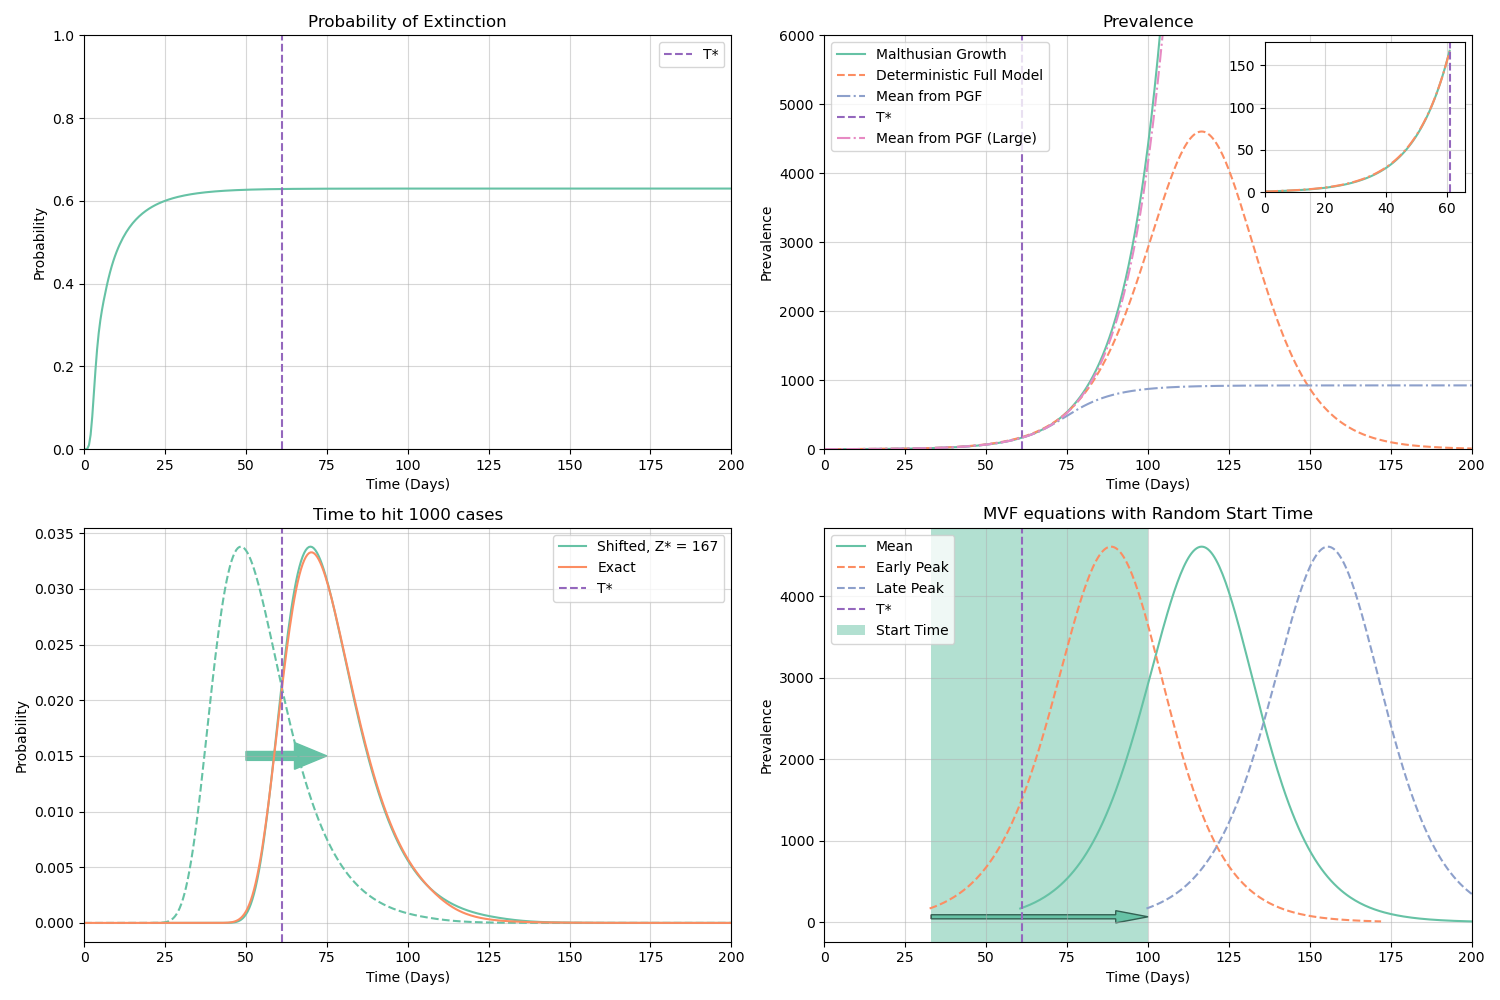 Probability of Extinction
1.0
0.8
0.6
0.4
0.2
0.0
Probability
T*
0 25 50 75 100 125 150 175 200
Time (Days)
Prevalence
6000
5000
4000
3000
2000
1000
0
Prevalence
Malthusian Growth
Deterministic Full Model
Mean from PGF
T*
Mean from PGF (Large)
150
100
50
0
0 20 40 60
0 25 50 75 100 125 150 175 200
Time (Days)
Time to hit 1000 cases
0.035
0.030
0.025
0.020
0.015
0.010
0.005
0.000
Probability
Shifted, Z* = 167
Exact
T*
0 25 50 75 100 125 150 175 200
Time (Days)
MVF equations with Random Start Time
4000
3000
2000
1000
0
Prevalence
Mean
Early Peak
Late Peak
T*
Start Time
0 25 50 75 100 125 150 175 200
Time (Days)